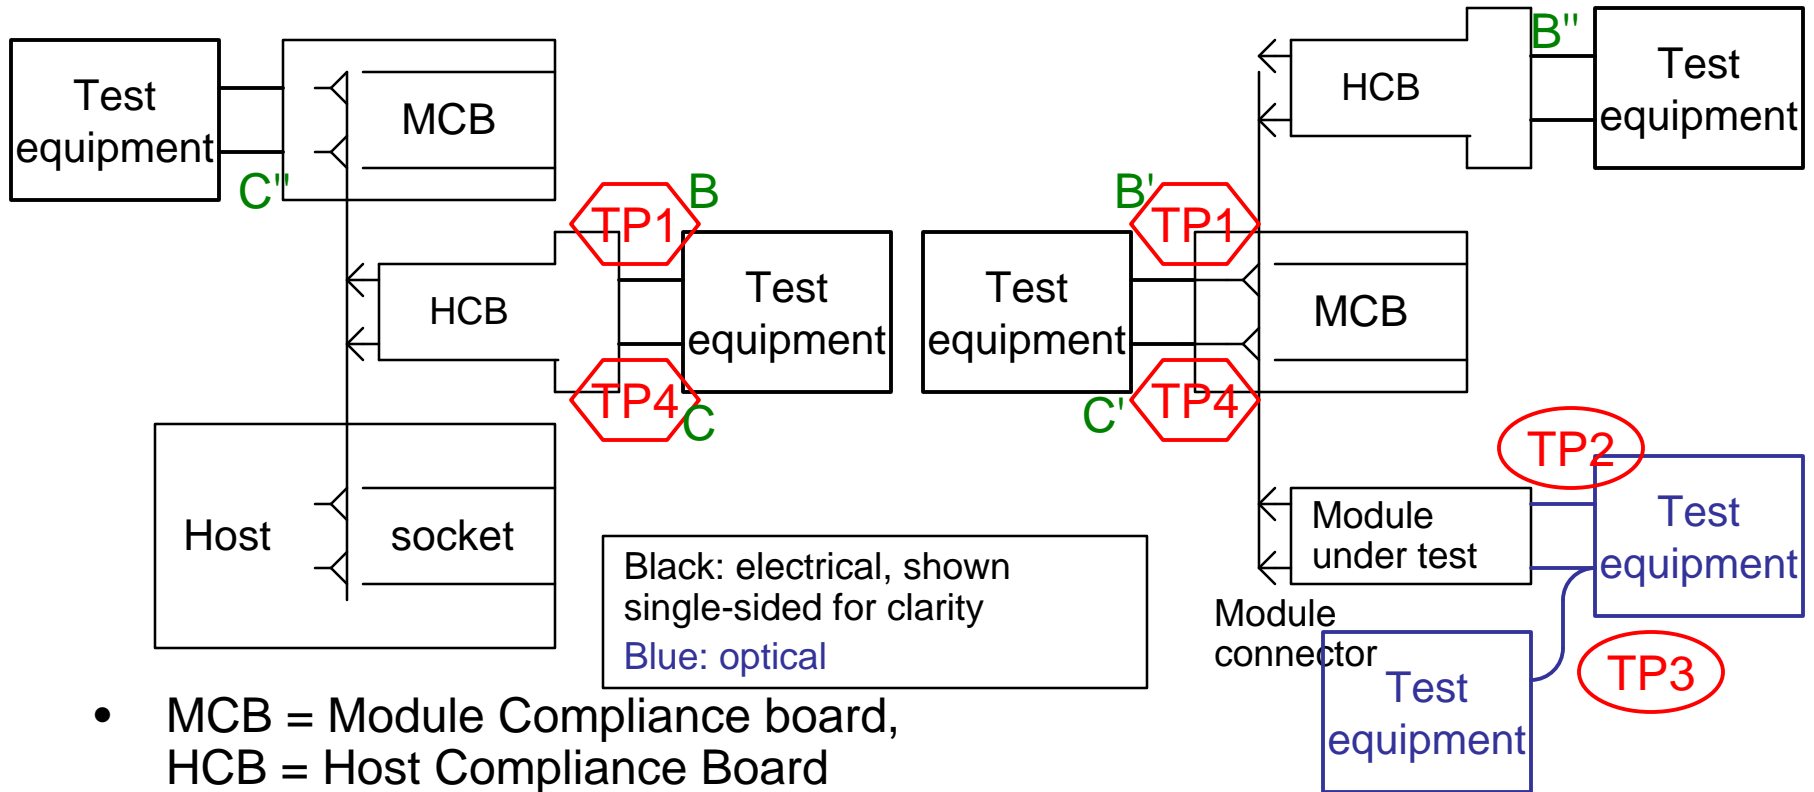 Test
equipment
C"
MCB
TP1
B
HCB
Test
equipment
TP4
C
Host
socket
Black: electrical, shown
single-sided for clarity
Blue: optical
B"
HCB
Test
equipment
B'
TP1
Test
equipment
MCB
C'
TP4
TP2
Module
under test
Test
equipment
Module
connector
TP3
Test
equipment
• MCB = Module Compliance board,
HCB = Host Compliance Board